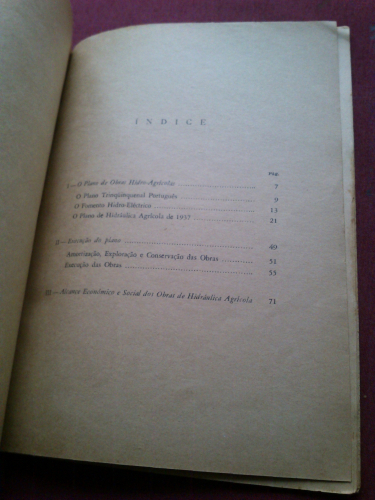 ÍNDICE
Pág.
I — O Plano de Obras Hidro-Agrícolas 7
O Plano Trienqüenal Português 9
O Fomento Hidro-Eléctrico 13
O Plano de Hidráulica Agrícola de 1937 21
II — Execução do plano 49
Amortização, Exploração e Conservação das Obras 51
Execução das Obras 55
III — Alcance Económico e Social das Obras de Hidráulica Agrícola 71